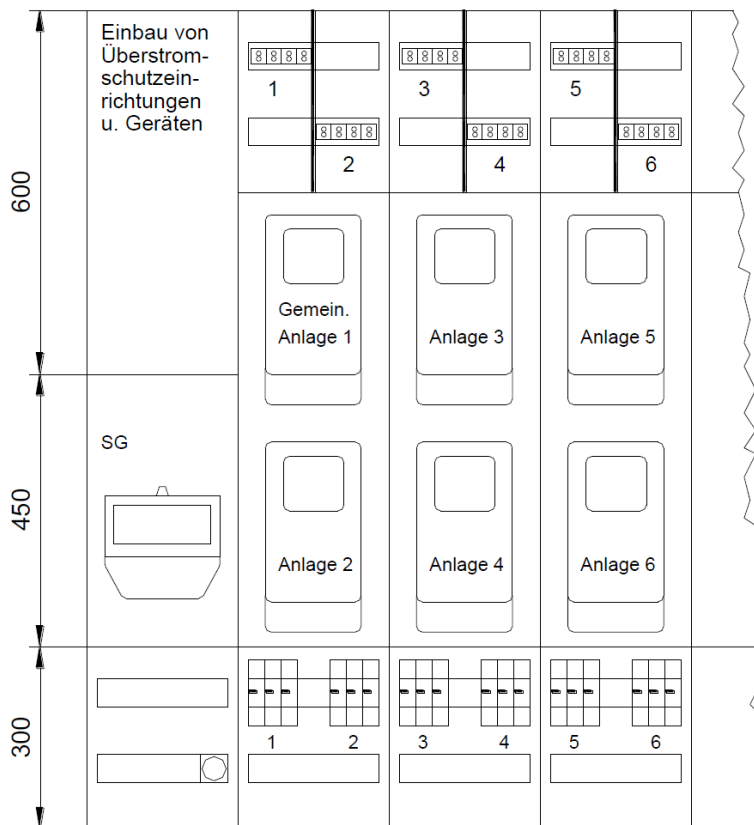 Einbau von
Überstrom-
schutzein-
richtungen
u. Geräten
1
3
5
2
4
6
600
Gemein.
Anlage 1
Anlage 3
Anlage 5
SG
450
Anlage 2
Anlage 4
Anlage 6
300
1
2
3
4
5
6